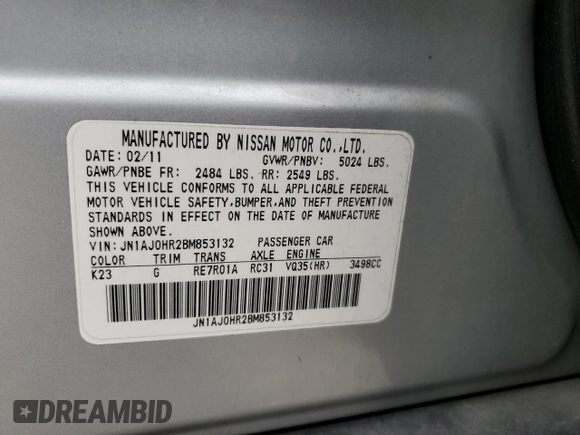 MANUFACTURED BY NISSAN MOTOR CO.,LTD.
DATE: 02/11 GVWR/PNBV: 5024 LBS.
GAWR/PNBE FR: 2484 LBS. RR: 2549 LBS.
THIS VEHICLE CONFORMS TO ALL APPLICABLE FEDERAL
MOTOR VEHICLE SAFETY,BUMPER,AND THEFT PREVENTION
STANDARDS IN EFFECT ON THE DATE OF MANUFACTURE
SHOWN ABOVE.
VIN: JN1AJ0HR2BM853132 PASSENGER CAR
COLOR TRIM TRANS AXLE ENGINE
K23 G RE7R01A RC31 VQ35(HR) 3498CC
JN1AJ0HR2BM853132
DREAMBID